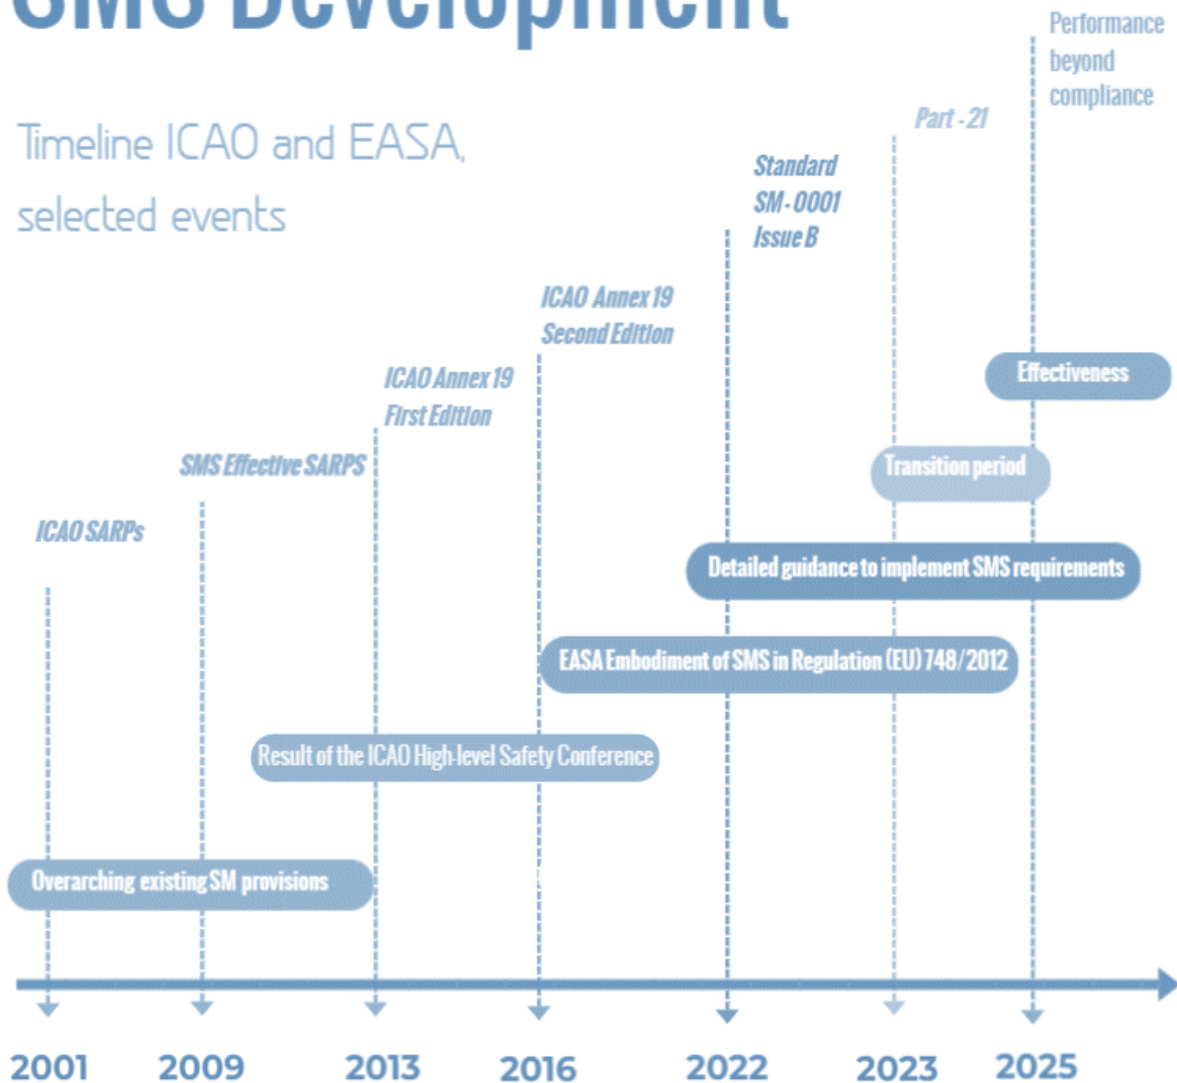 SMS Development
Timeline ICAO and EASA,
selected events
Performance
beyond
compliance
Part - 21
Standard
SM - 0001
Issue B
ICAO Annex 19
Second Edition
ICAO Annex 19
First Edition
SMS Effective SARPS
ICAO SARPs
Effectiveness
Transition period
Detailed guidance to implement SMS requirements
EASA Embodiment of SMS in Regulation (EU) 748/2012
Result of the ICAO High-level Safety Conference
Overarching existing SM provisions
2001 2009 2013 2016 2022 2023 2025